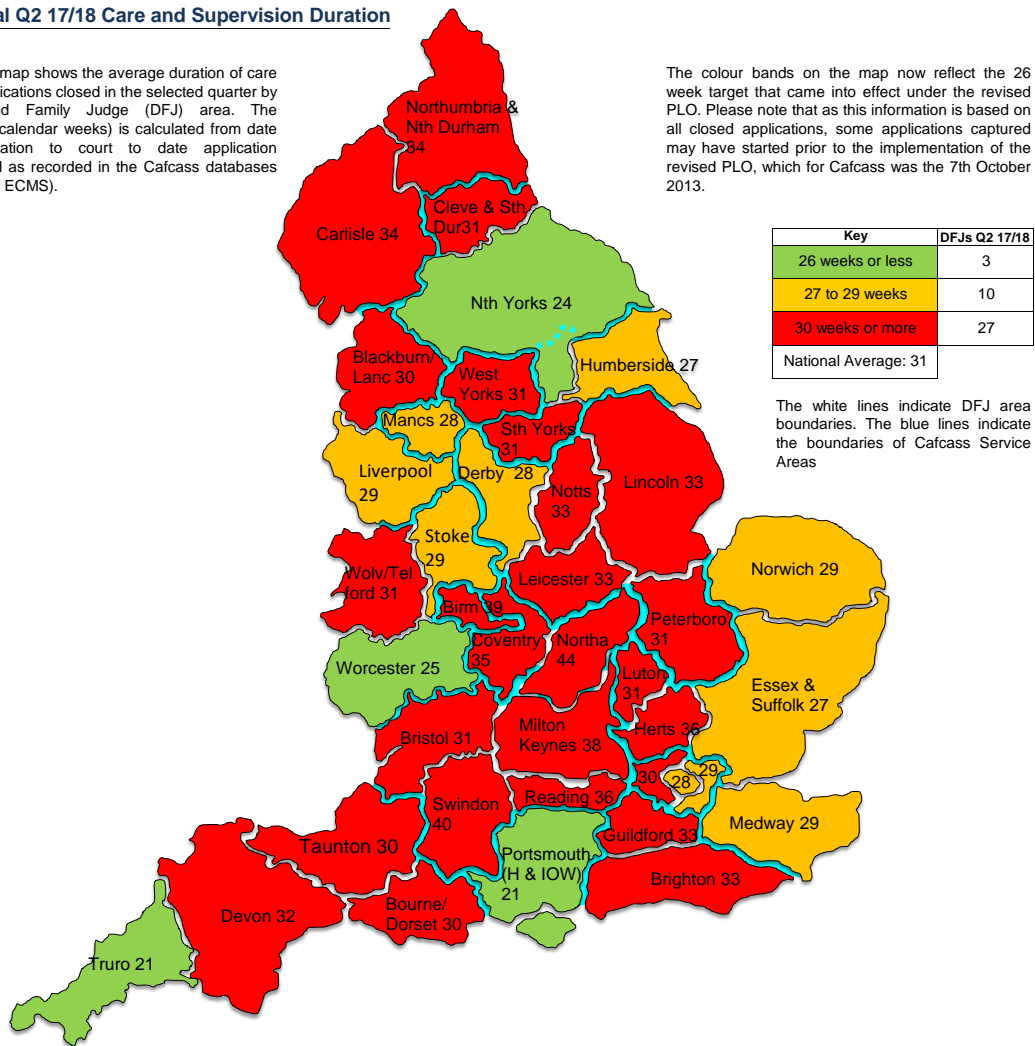 al Q2 17/18 Care and Supervision Duration
map shows the average duration of care
ications closed in the selected quarter by
d Family Judge (DFJ) area. The
calendar weeks) is calculated from date
ation to court to date application
l as recorded in the Cafcass databases
ECMS).
The colour bands on the map now reflect the 26
week target that came into effect under the revised
PLO. Please note that as this information is based on
all closed applications, some applications captured
may have started prior to the implementation of the
revised PLO, which for Cafcass was the 7th October
2013.
Key DFJs Q2 17/18
26 weeks or less 3
27 to 29 weeks 10
30 weeks or more 27
National Average: 31
The white lines indicate DFJ area
boundaries. The blue lines indicate
the boundaries of Cafcass Service
Areas
Northumbria &
Nth Durham
34
Cleve & Sth
Dur31
Carlisle 34
Nth Yorks 24
Blackburn/
Lanc 30
West
Yorks 31
Humberside 27
Mancs 28
Sth Yorks
31
Liverpool
29
Derby 28
Notts
33
Lincoln 33
Stoke
29
Wolv/Tel
ford 31
Leicester 33
Norwich 29
Birm 39
Coventry
35
Northa
44
Peterboro
31
Worcester 25
Luton
31
Essex &
Suffolk 27
Bristol 31
Milton
Keynes 38
Herts 36
30
28
29
Swindon
40
Reading 36
Medway 29
Taunton 30
Guildford 33
Portsmouth
(H & IOW)
21
Brighton 33
Devon 32
Bourne/
Dorset 30
Truro 21